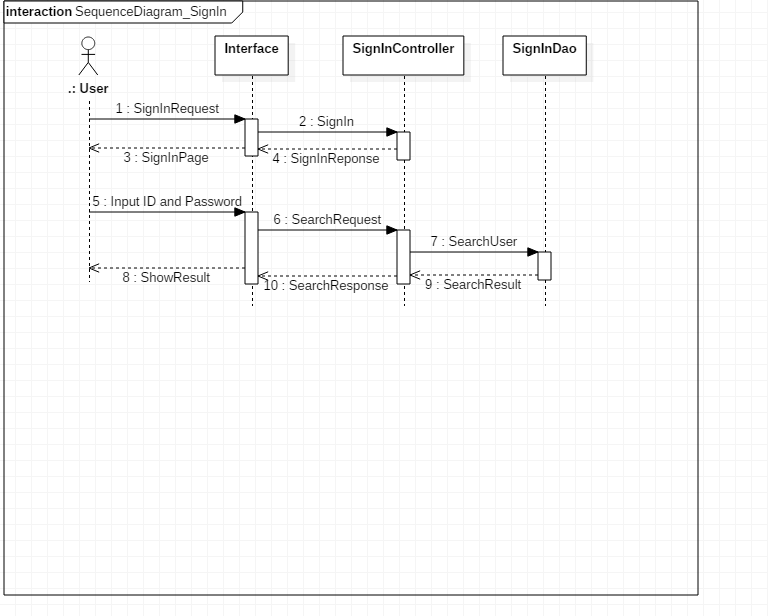 interaction SequenceDiagram_SignIn
Interface
SignInController
SignInDao
.: User
1 : SignInRequest
2 : SignIn
3 : SignInPage
4 : SignInReponse
5 : Input ID and Password
6 : SearchRequest
7 : SearchUser
8 : ShowResult
10 : SearchResponse
9 : SearchResult